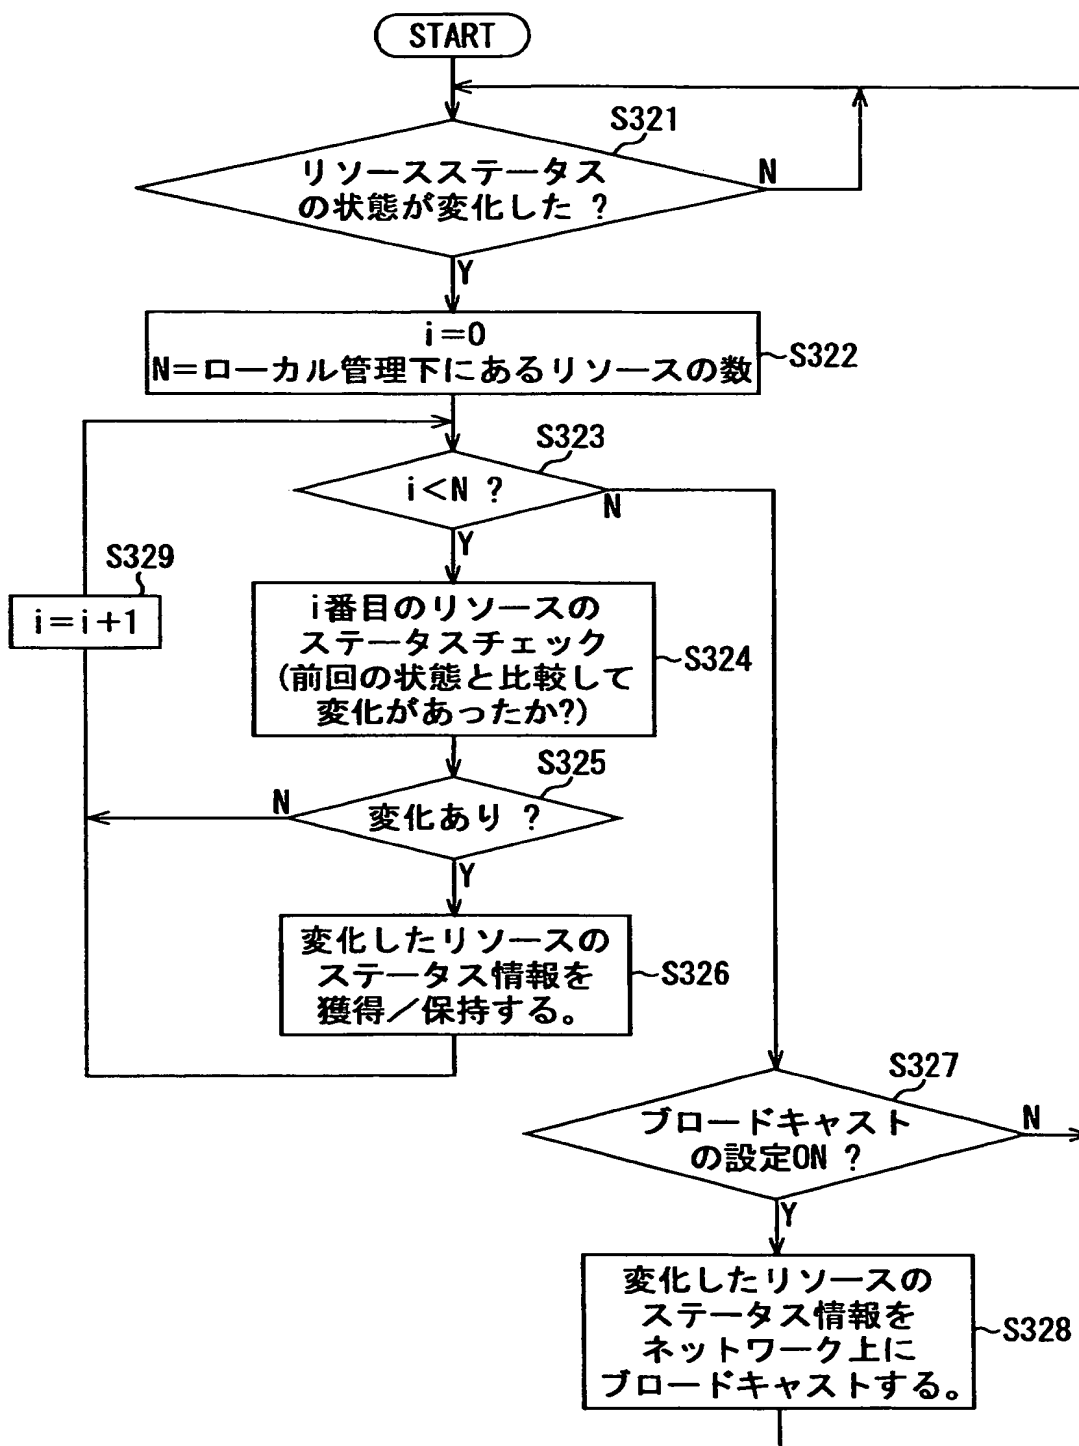 START
S321
リソースステータス
の状態が変化した ?
N
Y
i=0
N=ローカル管理下にあるリソースの数
S322
S323
i<N ?
N
Y
S329
i=i+1
i番目のリソースの
ステータスチェック
(前回の状態と比較して
変化があったか?)
S324
S325
変化あり ?
N
Y
変化したリソースの
ステータス情報を
獲得/保持する。
S326
S327
ブロードキャスト
の設定ON ?
N
Y
変化したリソースの
ステータス情報を
ネットワーク上に
ブロードキャストする。
S328